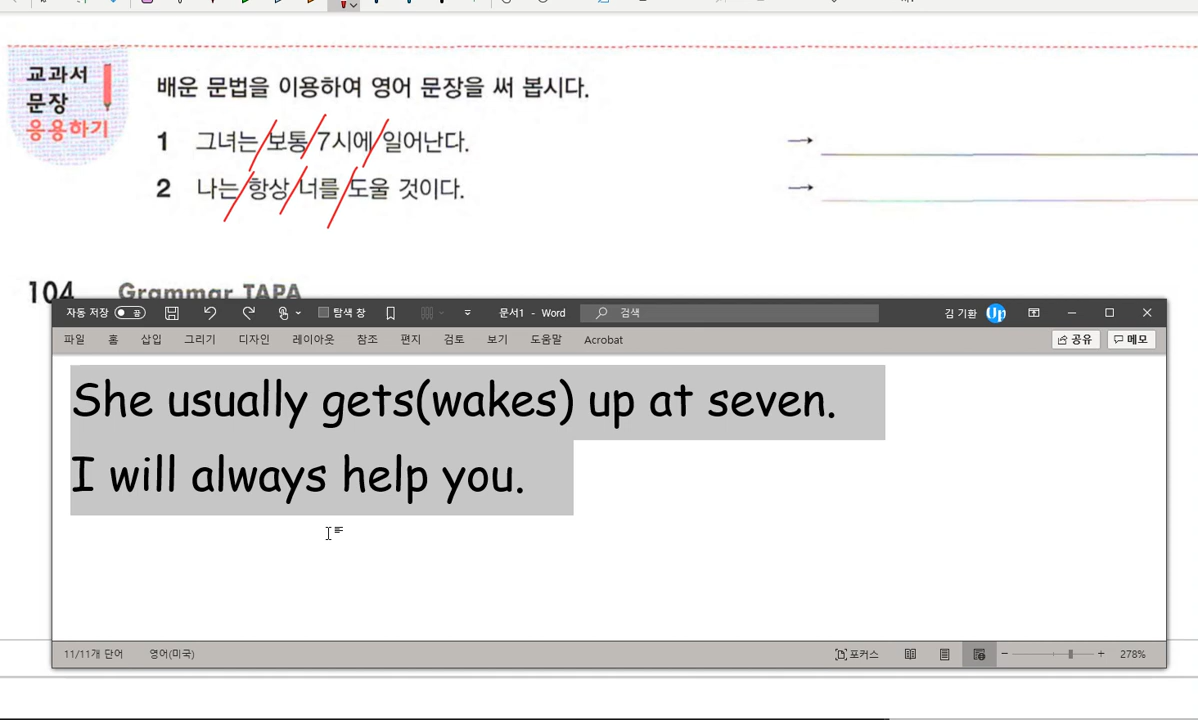 교과서
문장
응용하기
배운 문법을 이용하여 영어 문장을 써 봅시다.
1 그녀는 보통 7시에 일어난다. →
2 나는 항상 너를 도울 것이다. →
104 Grammar TAPA
자동 저장 끔 탐색 창 문서1 - Word 검색 김 기환 Up
파일 홈 삽입 그리기 디자인 레이아웃 참조 편지 검토 보기 도움말 Acrobat 공유 메모
She usually gets(wakes) up at seven.
I will always help you.
11/11개 단어 영어(미국) 포커스 278%